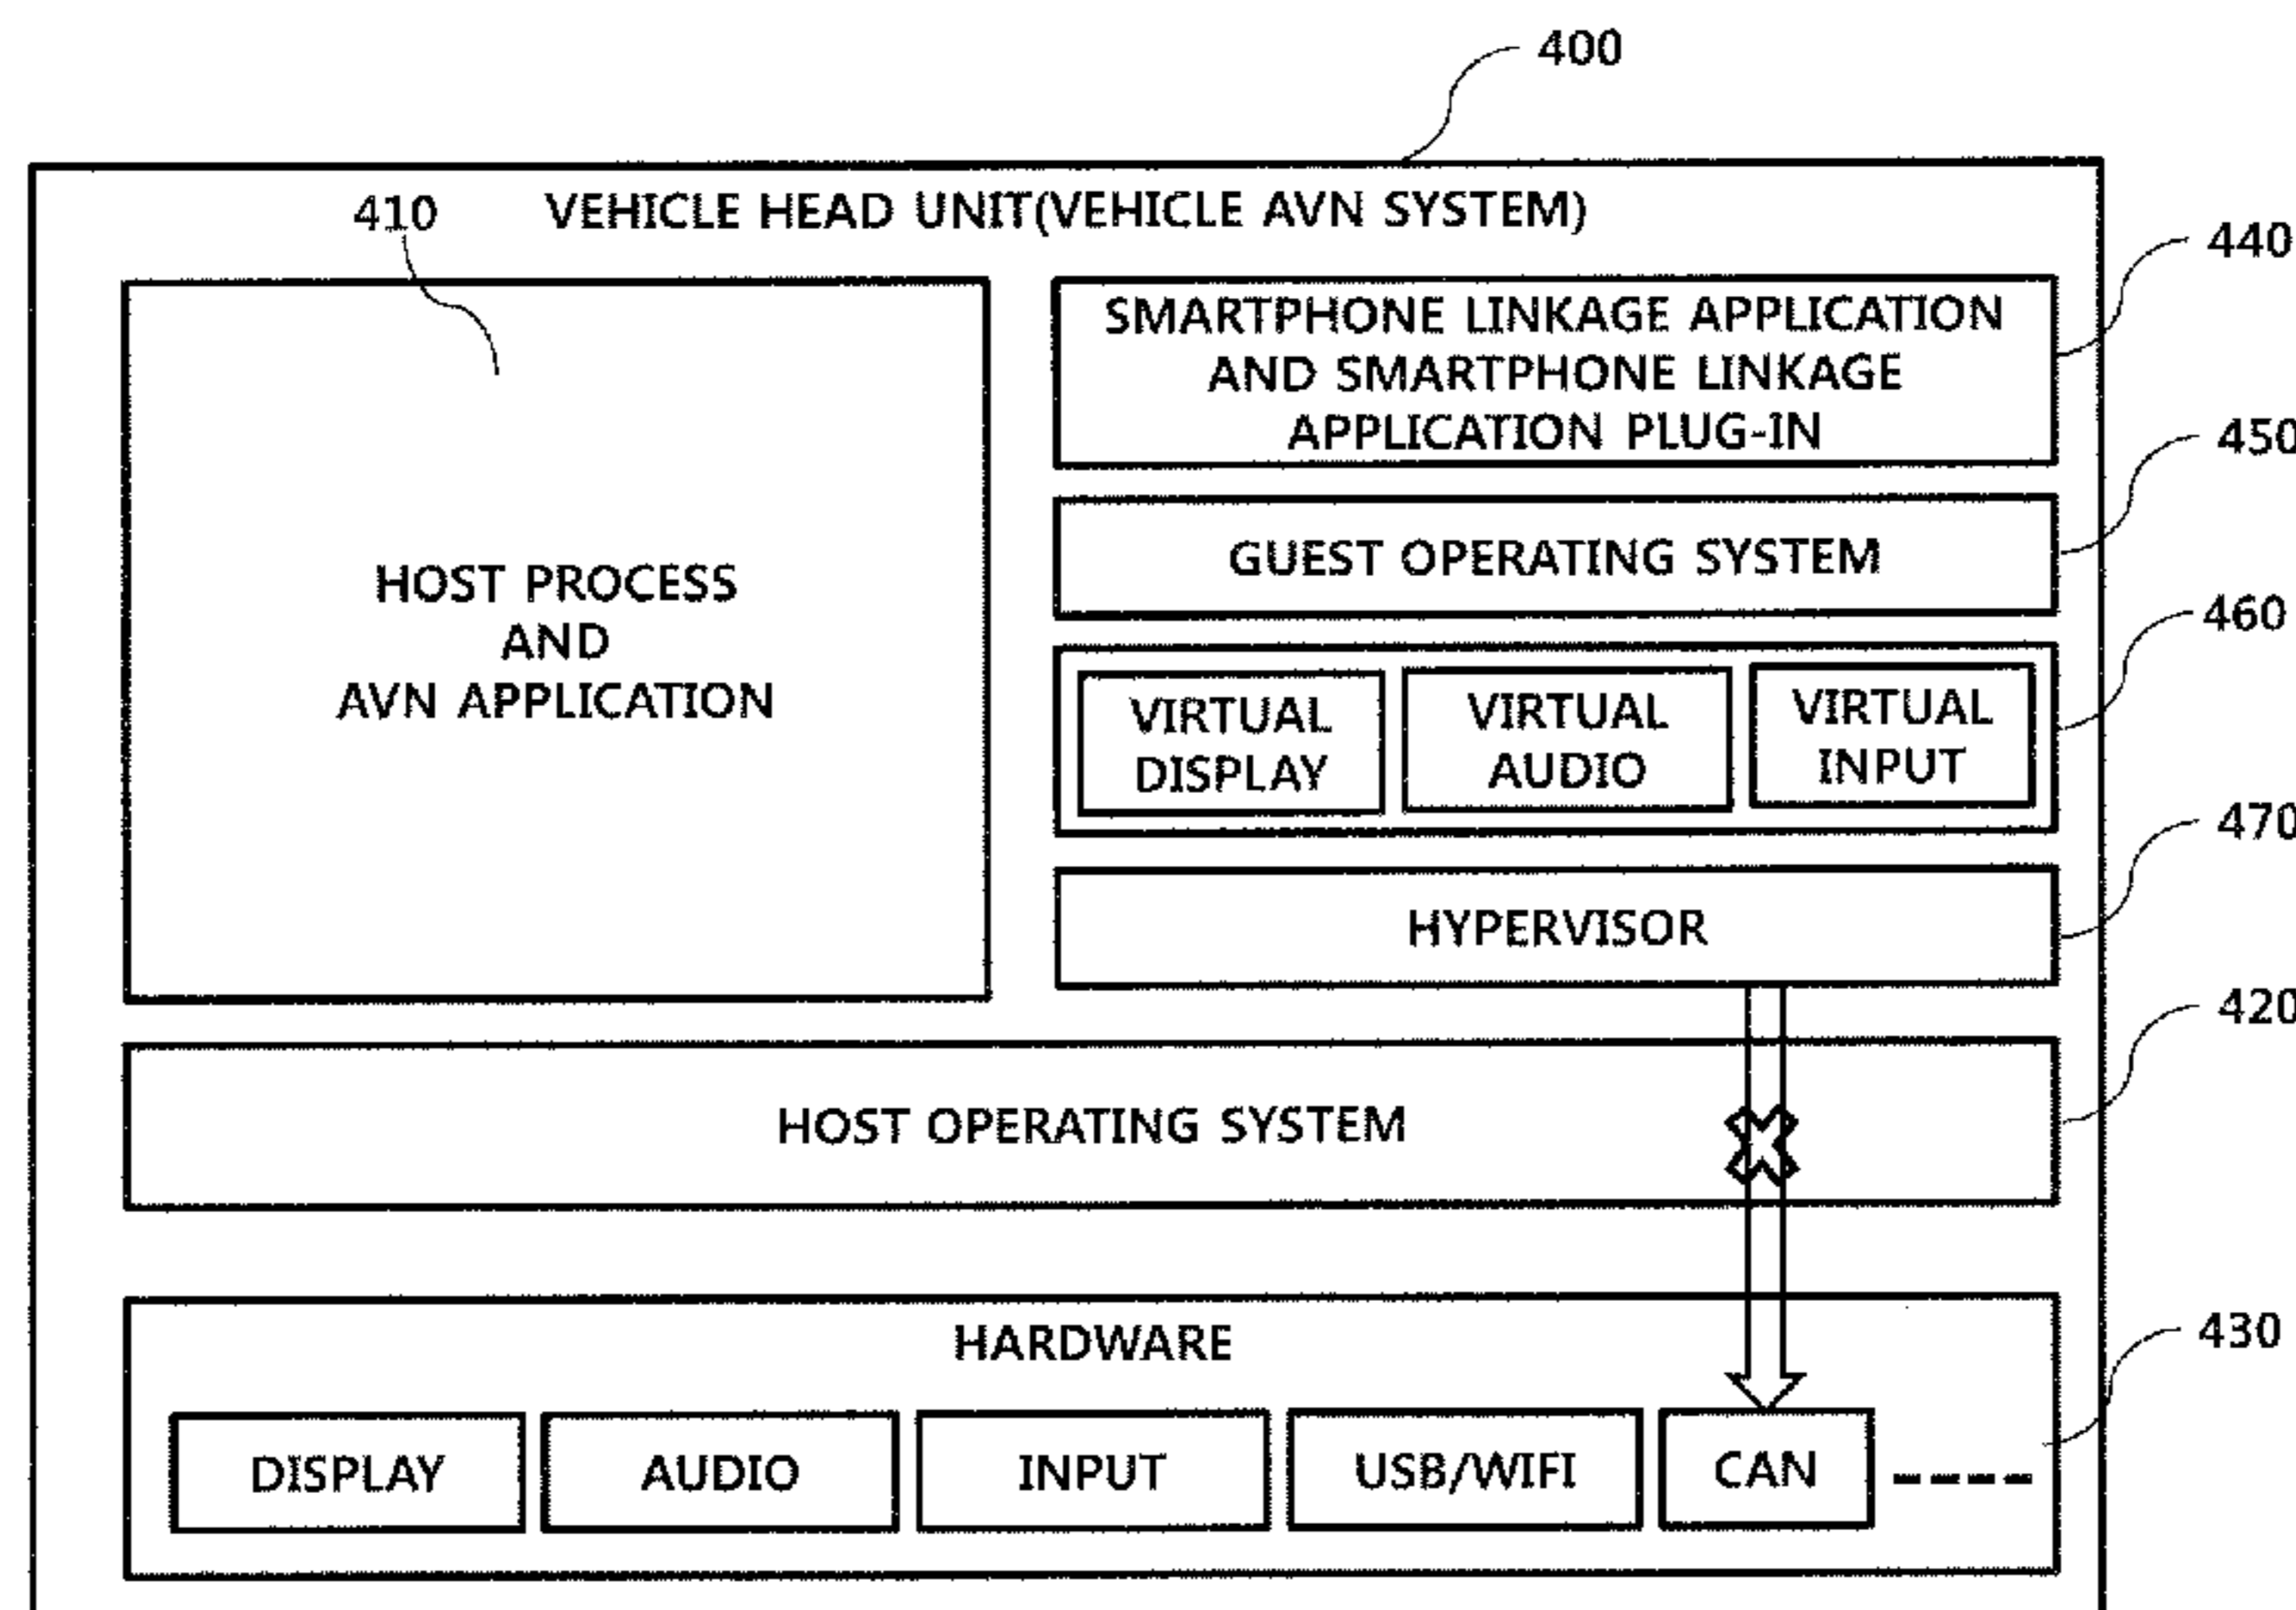 400
VEHICLE HEAD UNIT(VEHICLE AVN SYSTEM)
410
440
SMARTPHONE LINKAGE APPLICATION
AND SMARTPHONE LINKAGE
APPLICATION PLUG-IN
450
GUEST OPERATING SYSTEM
HOST PROCESS
AND
AVN APPLICATION
460
VIRTUAL
DISPLAY
VIRTUAL
AUDIO
VIRTUAL
INPUT
470
HYPERVISOR
420
HOST OPERATING SYSTEM
430
HARDWARE
DISPLAY
AUDIO
INPUT
USB/WIFI
CAN